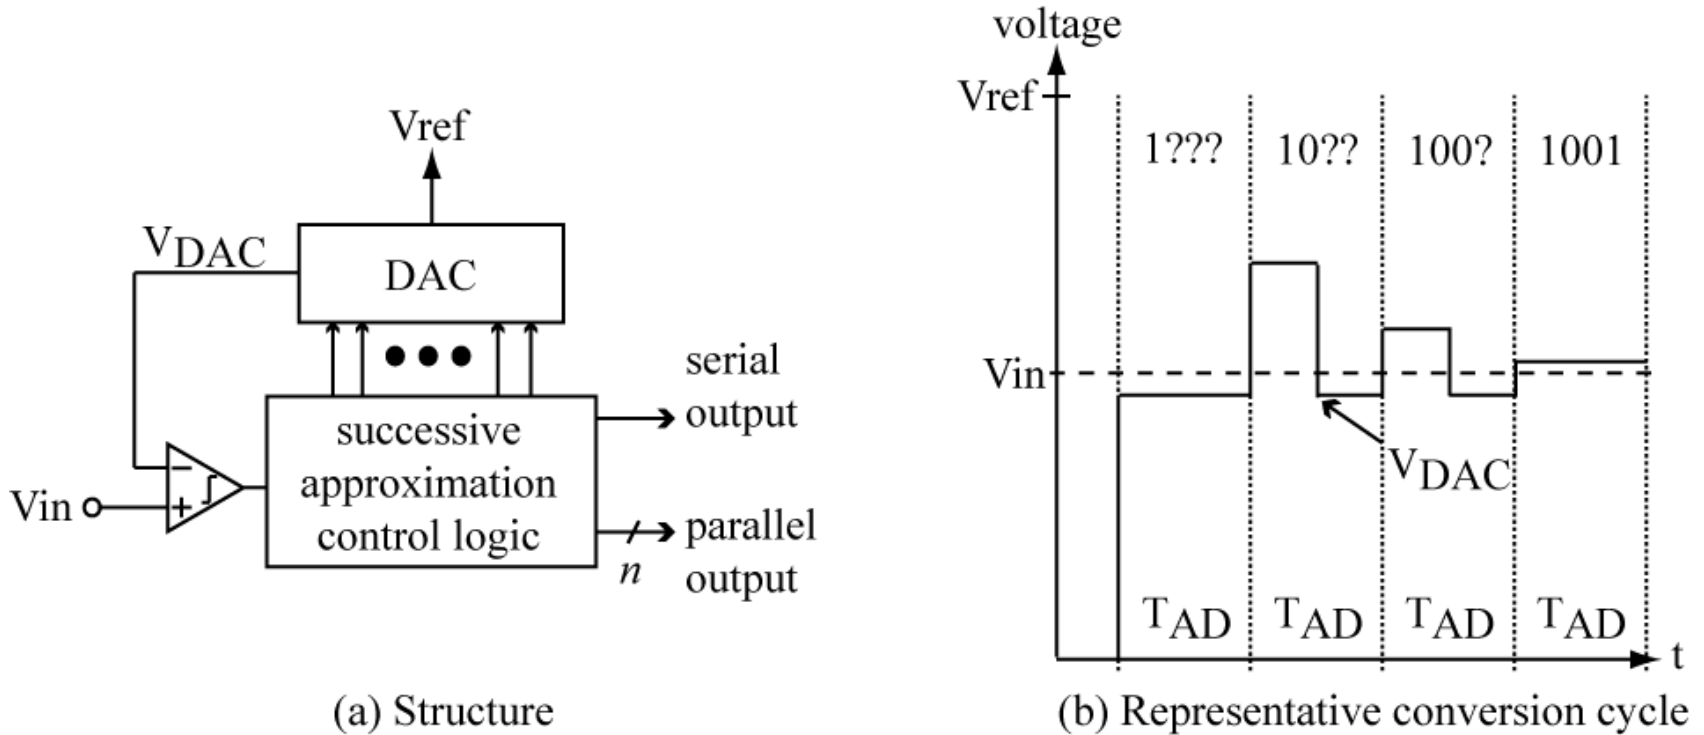 Vref
VDAC
DAC
serial
output
successive
approximation
control logic
Vin
−
+
parallel
output
n
(a) Structure
voltage
Vref
1???
10??
100?
1001
Vin
VDAC
TAD
TAD
TAD
TAD
t
(b) Representative conversion cycle